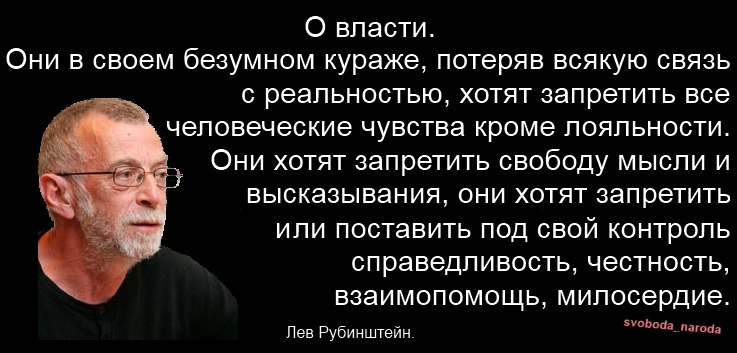 О власти.
Они в своем безумном кураже, потеряв всякую связь
с реальностью, хотят запретить все
человеческие чувства кроме лояльности.
Они хотят запретить свободу мысли и
высказывания, они хотят запретить
или поставить под свой контроль
справедливость, честность,
взаимопомощь, милосердие.
Лев Рубинштейн.
svoboda_naroda